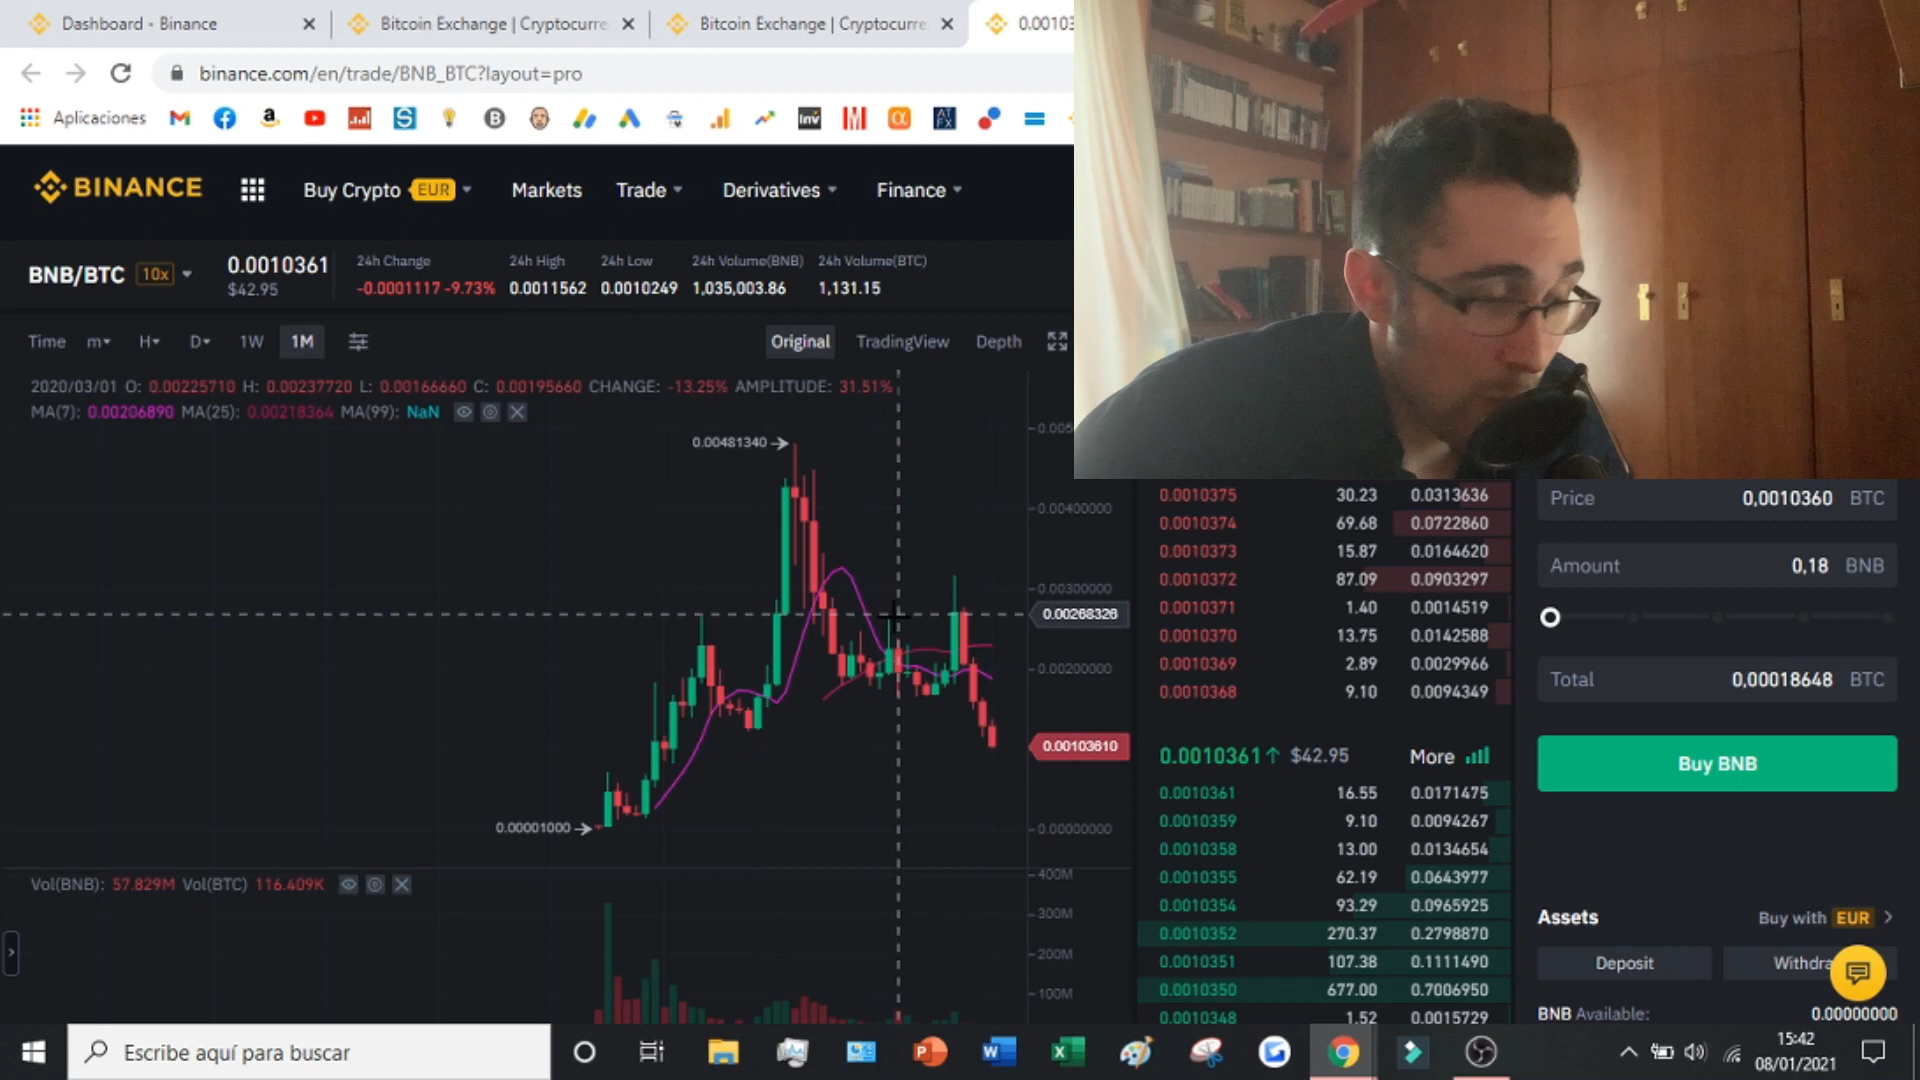 Dashboard - Binance
Bitcoin Exchange | Cryptocurre
Bitcoin Exchange | Cryptocurre
0.00103
binance.com/en/trade/BNB_BTC?layout=pro
Aplicaciones
BINANCE
Buy Crypto EUR
Markets
Trade
Derivatives
Finance
BNB/BTC 10x
0.0010361
$42.95
24h Change
-0.0001117 -9.73%
24h High
0.0011562
24h Low
0.0010249
24h Volume(BNB)
1,035,003.86
24h Volume(BTC)
1,131.15
Time m H D 1W 1M
Original TradingView Depth
2020/03/01 O: 0.00225710 H: 0.00237720 L: 0.00166660 C: 0.00195660 CHANGE: -13.25% AMPLITUDE: 31.51%
MA(7): 0.00206890 MA(25): 0.00218364 MA(99): NaN
0.00481340
0.00400000
0.00300000
0.00268326
0.00200000
0.00103610
0.00001000
0.00000000
Vol(BNB): 57.829M Vol(BTC) 116.409K
400M
300M
200M
100M
0.0010375 30.23 0.0313636
0.0010374 69.68 0.0722860
0.0010373 15.87 0.0164620
0.0010372 87.09 0.0903297
0.0010371 1.40 0.0014519
0.0010370 13.75 0.0142588
0.0010369 2.89 0.0029966
0.0010368 9.10 0.0094349
0.0010361 $42.95 More
0.0010361 16.55 0.0171475
0.0010359 9.10 0.0094267
0.0010358 13.00 0.0134654
0.0010355 62.19 0.0643977
0.0010354 93.29 0.0965925
0.0010352 270.37 0.2798870
0.0010351 107.38 0.1111490
0.0010350 677.00 0.7006950
0.0010348 1.52 0.0015729
Price 0,0010360 BTC
Amount 0,18 BNB
Total 0,00018648 BTC
Buy BNB
Assets Buy with EUR
Deposit Withdra
BNB Available: 0.00000000
Escribe aquí para buscar
15:42
08/01/2021